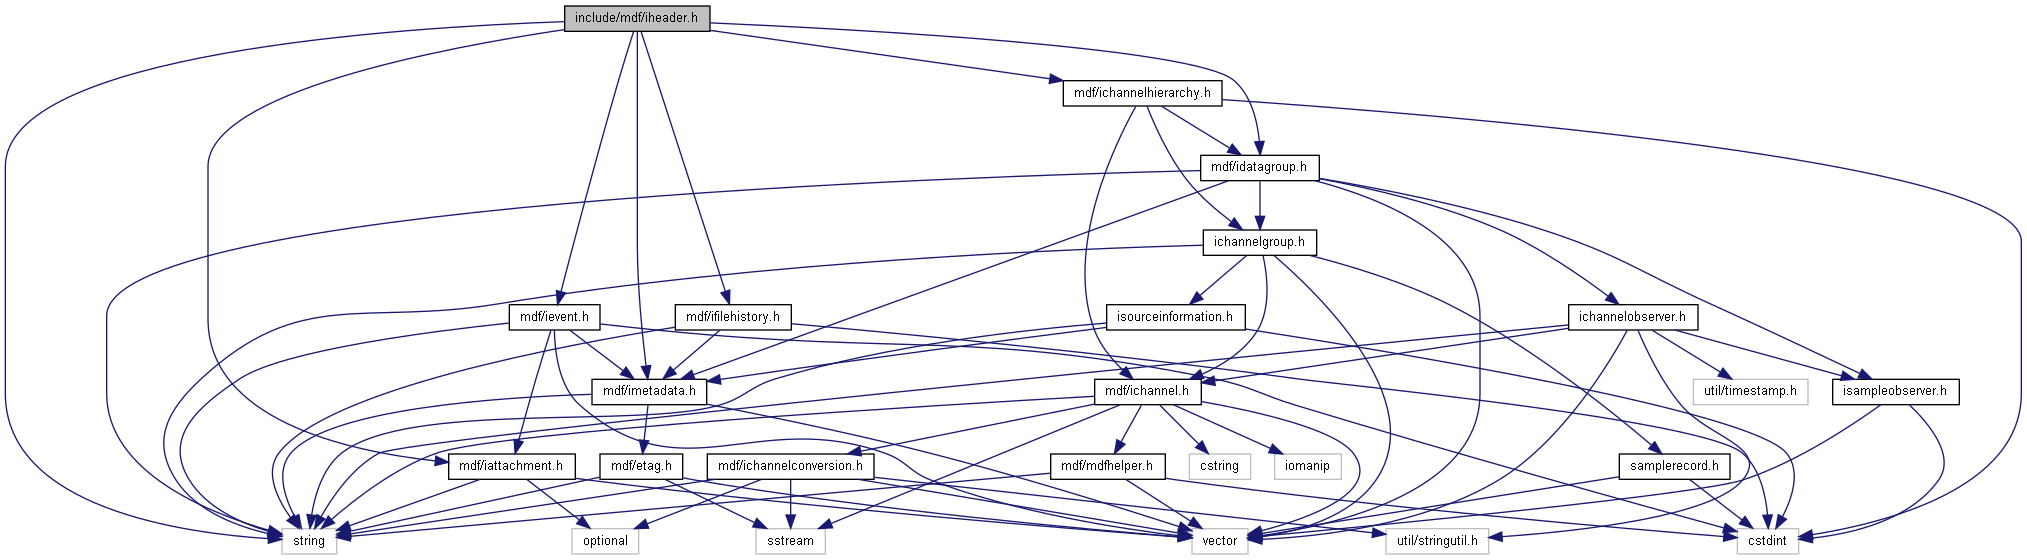 include/mdf/iheader.h
mdf/ichannelhierarchy.h
mdf/idatagroup.h
ichannelgroup.h
mdf/ievent.h
mdf/ifilehistory.h
isourceinformation.h
ichannelobserver.h
mdf/imetadata.h
mdf/ichannel.h
util/timestamp.h
isampleobserver.h
mdf/iattachment.h
mdf/etag.h
mdf/ichannelconversion.h
mdf/mdfhelper.h
cstring
iomanip
samplerecord.h
string
optional
sstream
vector
util/stringutil.h
cstdint